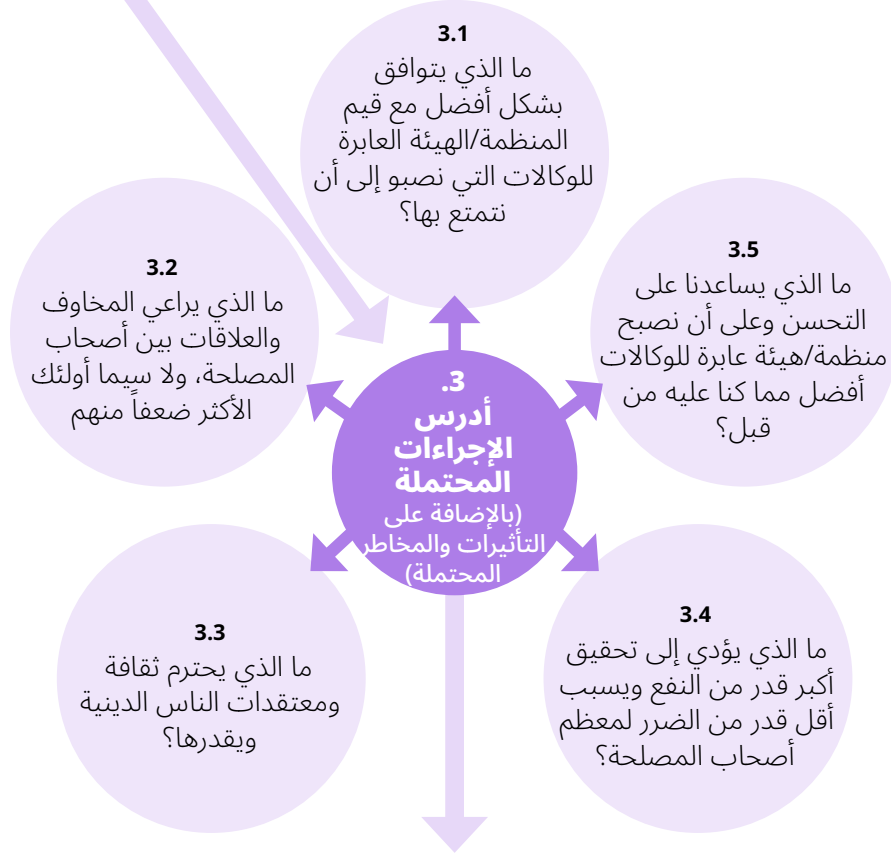 3.1
ما الذي يتوافق
بشكل أفضل مع قيم
المنظمة/الهيئة العابرة
للوكالات التي نصبو إلى أن
نتمتع بها؟
3.2
ما الذي يراعي المخاوف
والعلاقات بين أصحاب
المصلحة، ولا سيما أولئك
الأكثر ضعفاً منهم
3.5
ما الذي يساعدنا على
التحسن وعلى أن نصبح
منظمة/هيئة عابرة للوكالات
أفضل مما كنا عليه من
قبل؟
3.
أدرس
الإجراءات
المحتملة
(بالإضافة على
التأثيرات والمخاطر
المحتملة)
3.3
ما الذي يحترم ثقافة
ومعتقدات الناس الدينية
ويقدرها؟
3.4
ما الذي يؤدي إلى تحقيق
أكبر قدر من النفع ويسبب
أقل قدر من الضرر لمعظم
أصحاب المصلحة؟